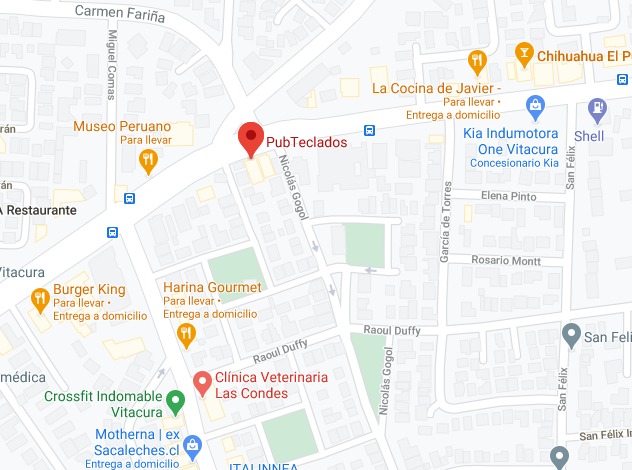 Carmen Fariña
Miguel Comas
Chihuahua El P
La Cocina de Javier -
Para llevar •
Entrega a domicilio
Museo Peruano
Para llevar
PubTeclados
Kia Indumotora
One Vitacura
Concesionario Kia
Shell
rán
Nicolás Gogol
García de Torres
San Félix
Elena Pinto
rán
A Restaurante
Rosario Montt
Vitacura
Burger King
Para llevar •
Entrega a domicilio
Harina Gourmet
Para llevar •
Entrega a domicilio
Raoul Duffy
Raoul Duffy
San Feli
médica
Clínica Veterinaria
Las Condes
Nicolás Gogol
San Félix
Crossfit Indomable
Vitacura
Motherna | ex
Sacaleches.cl
Entrega a domicilio
San Félix In
ITALINNEA